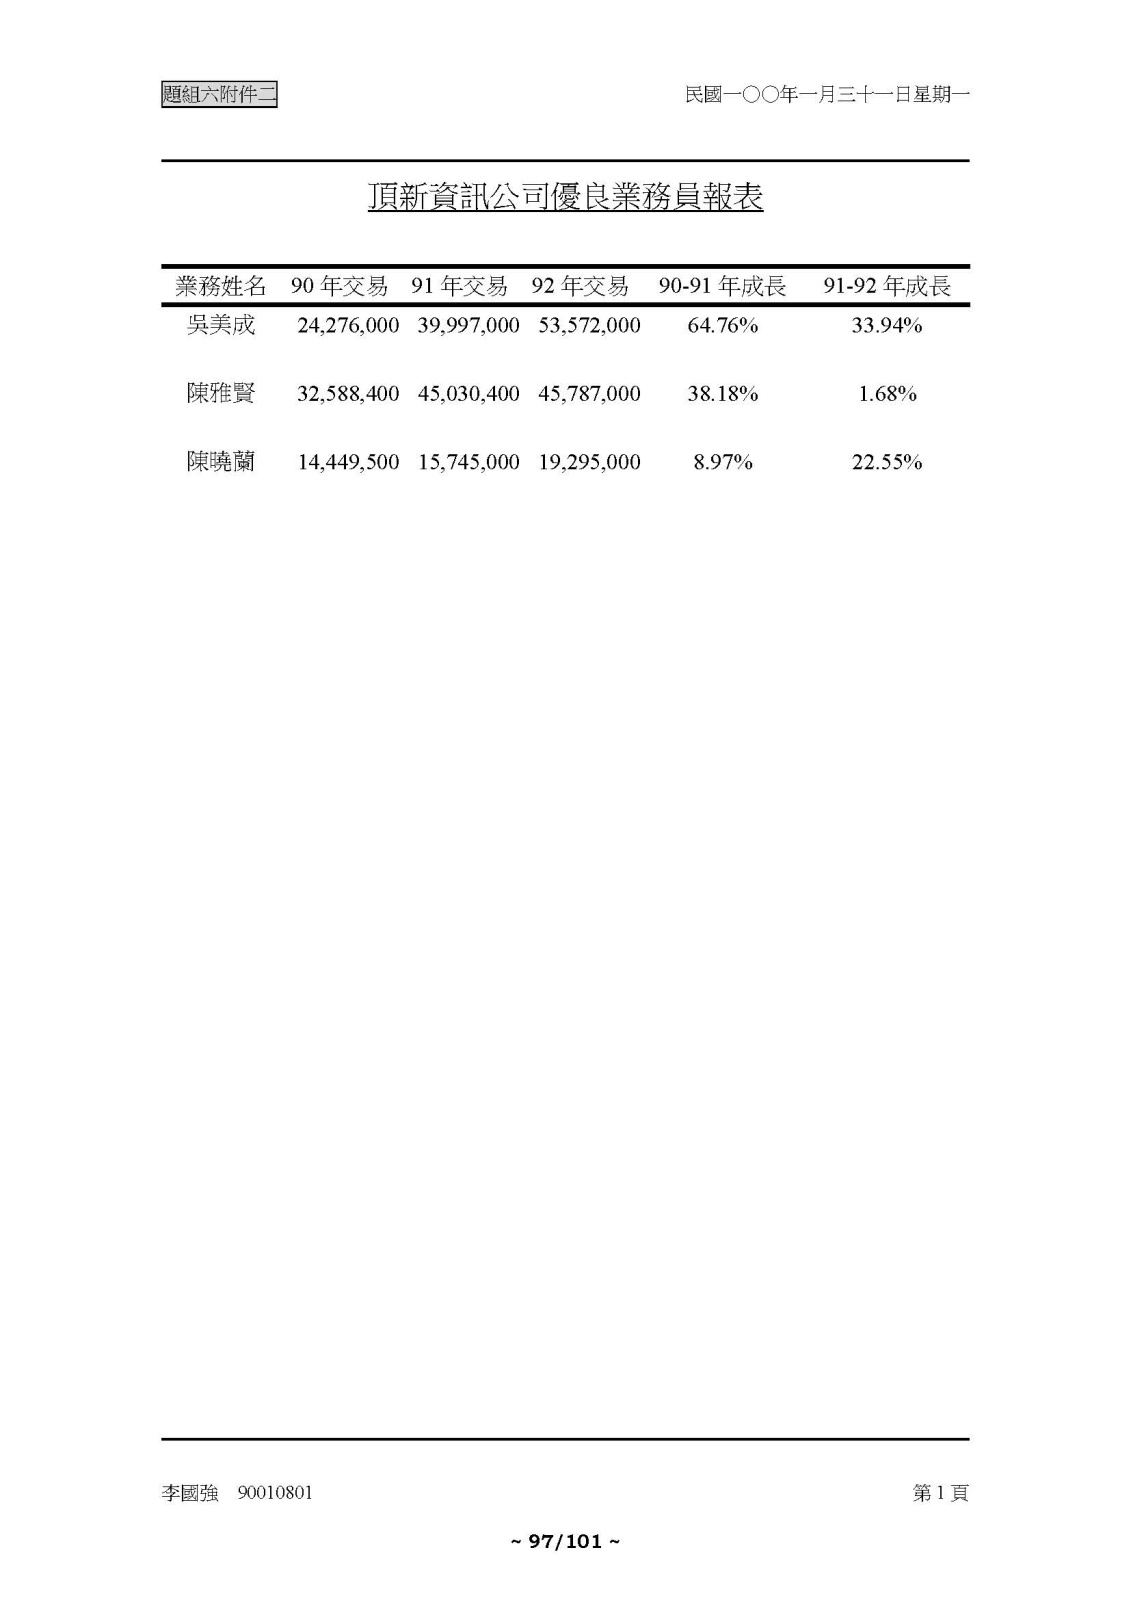 題組六附件二 民國一○○年一月三十一日星期一
頂新資訊公司優良業務員報表
業務姓名 90 年交易 91 年交易 92 年交易 90-91 年成長 91-92 年成長
吳美成 24,276,000 39,997,000 53,572,000 64.76% 33.94%
陳雅賢 32,588,400 45,030,400 45,787,000 38.18% 1.68%
陳曉蘭 14,449,500 15,745,000 19,295,000 8.97% 22.55%
李國強 90010801 第 1 頁
~ 97/101 ~